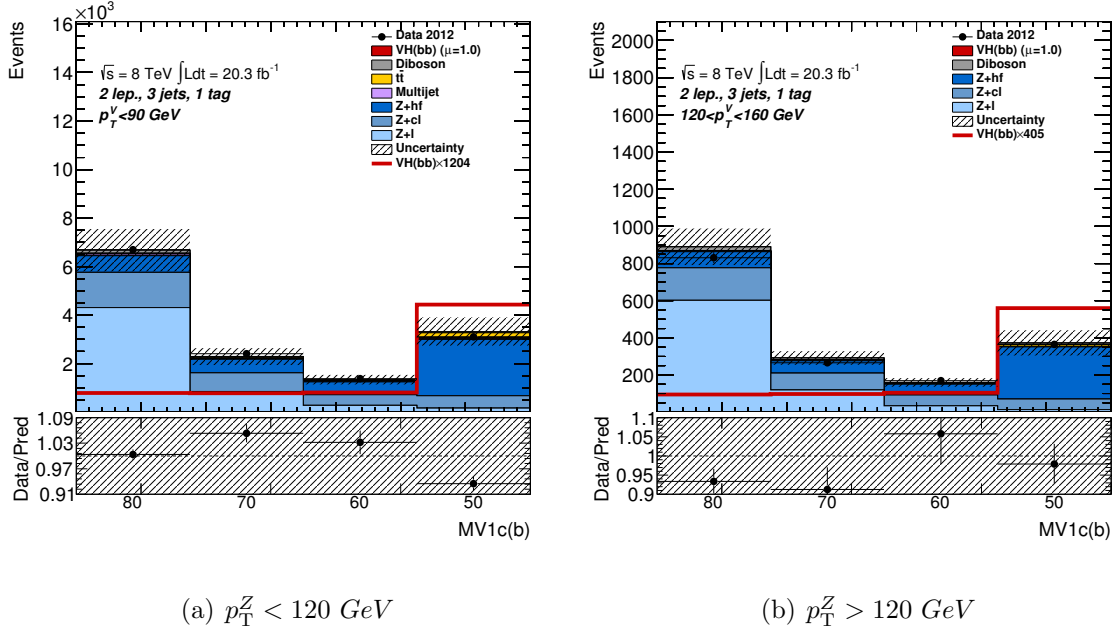 ×10³
Events
16
14
12
10
8
6
4
2
√s = 8 TeV ∫Ldt = 20.3 fb⁻¹
2 lep., 3 jets, 1 tag
p_T^V<90 GeV
Data 2012
VH(bb) (μ=1.0)
Diboson
tt̄
Multijet
Z+hf
Z+cl
Z+l
Uncertainty
VH(bb)×1204
Data/Pred
1.09
1.03
0.97
0.91
80 70 60 50
MV1c(b)
Events
2000
1800
1600
1400
1200
1000
800
600
400
200
√s = 8 TeV ∫Ldt = 20.3 fb⁻¹
2 lep., 3 jets, 1 tag
120<p_T^V<160 GeV
Data 2012
VH(bb) (μ=1.0)
Diboson
Z+hf
Z+cl
Z+l
Uncertainty
VH(bb)×405
Data/Pred
1.1
1.05
1
0.95
0.9
80 70 60 50
MV1c(b)
(a) p_T^Z < 120 GeV
(b) p_T^Z > 120 GeV